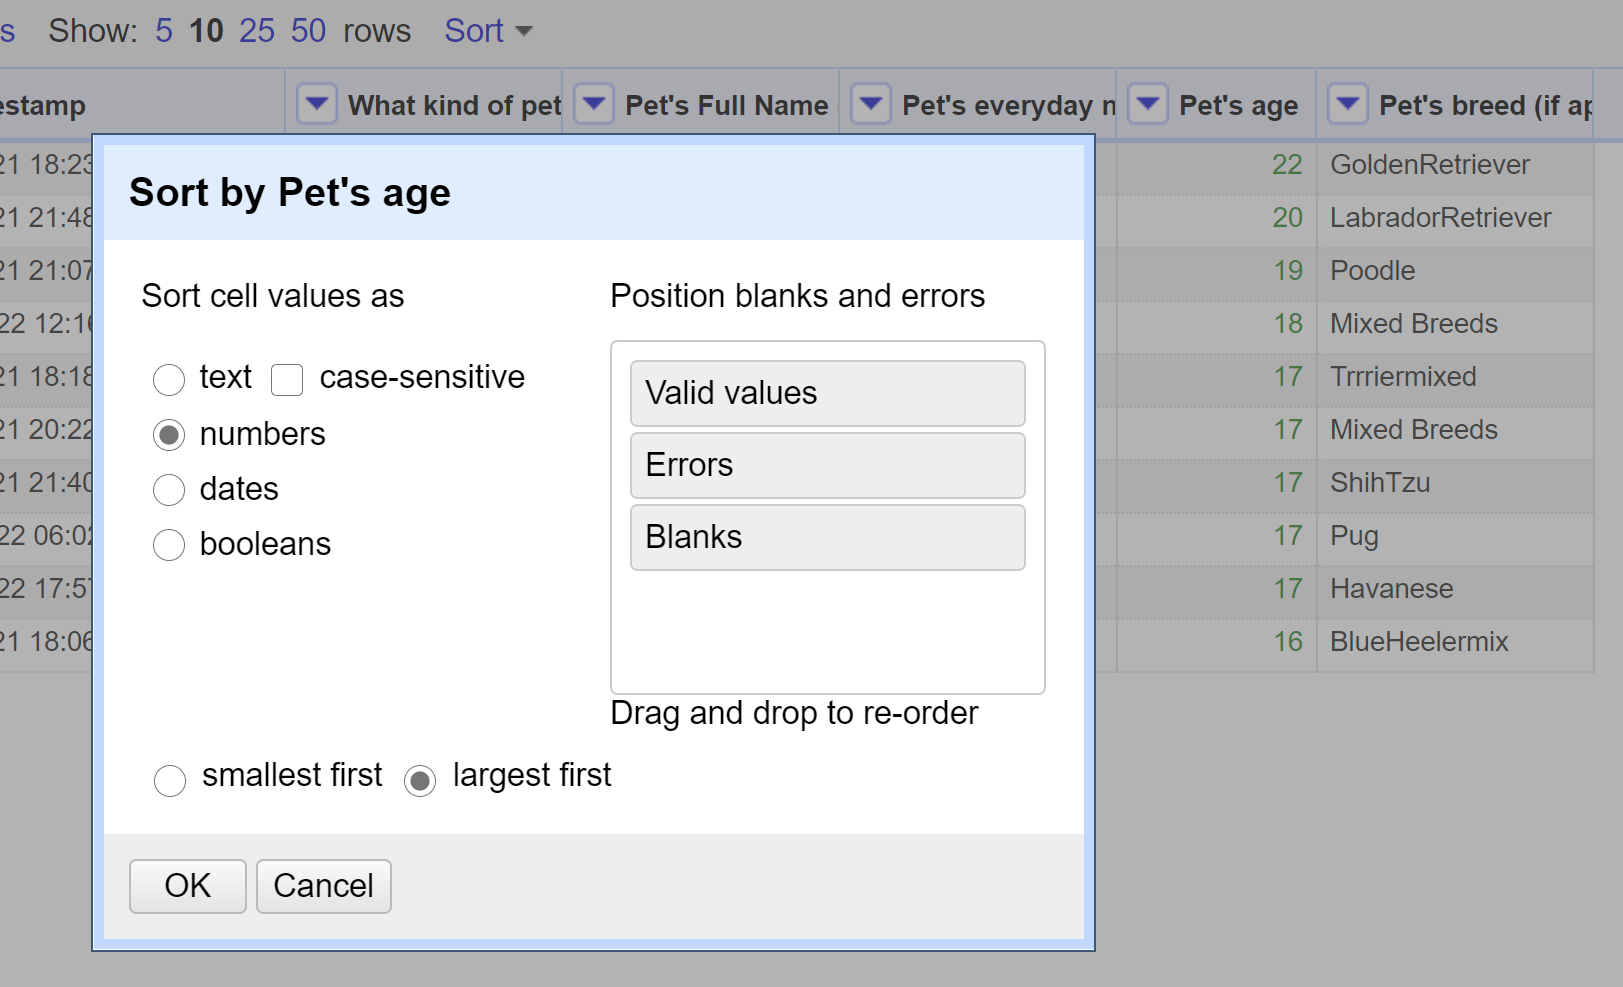 s Show: 5 10 25 50 rows Sort
estamp What kind of pet Pet's Full Name Pet's everyday n Pet's age Pet's breed (if ap
21 18:23 22 GoldenRetriever
21 21:48 20 LabradorRetriever
21 21:07 19 Poodle
22 12:16 18 Mixed Breeds
21 18:18 17 Trrriermixed
21 20:22 17 Mixed Breeds
21 21:40 17 ShihTzu
22 06:02 17 Pug
22 17:57 17 Havanese
21 18:06 16 BlueHeelermix
Sort by Pet's age
Sort cell values as
text case-sensitive
numbers
dates
booleans
Position blanks and errors
Valid values
Errors
Blanks
Drag and drop to re-order
smallest first largest first
OK Cancel